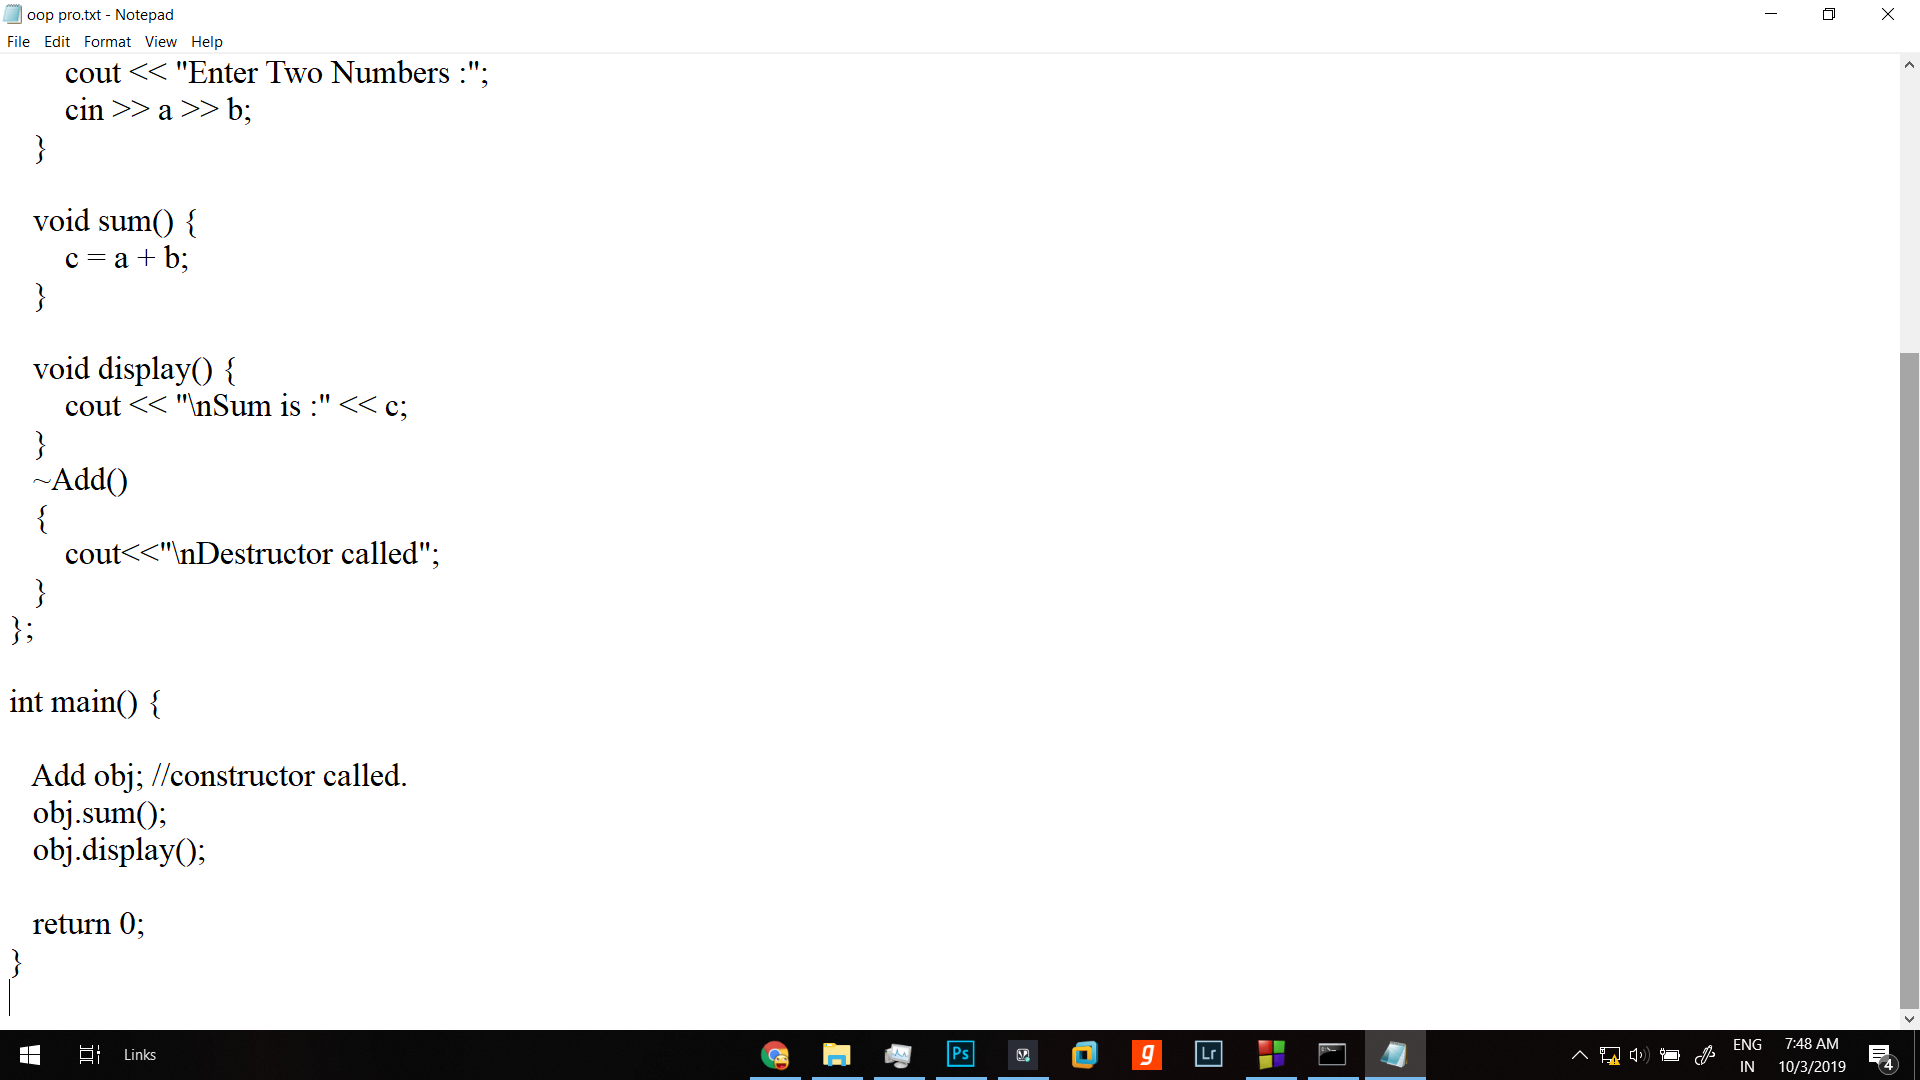 oop pro.txt - Notepad
File Edit Format View Help
cout << "Enter Two Numbers :";
cin >> a >> b;
}
void sum() {
c = a + b;
}
void display() {
cout << "\nSum is :" << c;
}
~Add()
{
cout<<"\nDestructor called";
}
};
int main() {
Add obj; //constructor called.
obj.sum();
obj.display();
return 0;
}
Links
Ps
g
Lr
ENG
IN
7:48 AM
10/3/2019
4